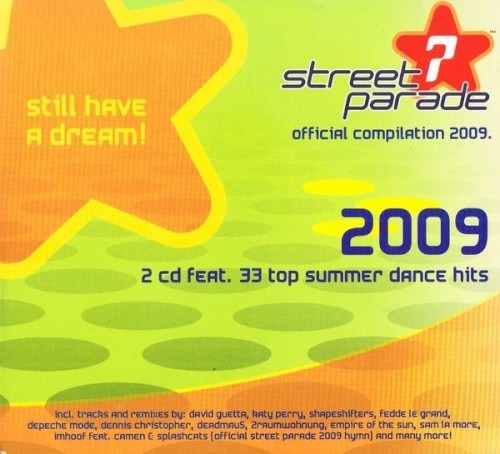 still have
a dream!
street
parade
official compilation 2009.
2009
2 cd feat. 33 top summer dance hits
incl. tracks and remixes by: david guetta, katy perry, shapeshifters, fedde le grand,
depeche mode, dennis christopher, deadmau5, 2raumwohnung, empire of the sun, sam la more,
imhoof feat. camen & splashcats (official street parade 2009 hymn) and many more!